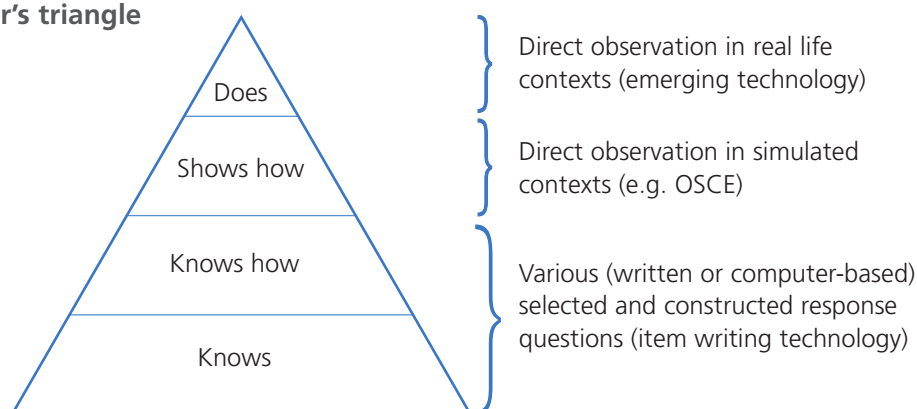 r's triangle
Does
Direct observation in real life
contexts (emerging technology)
Shows how
Direct observation in simulated
contexts (e.g. OSCE)
Knows how
Various (written or computer-based)
selected and constructed response
questions (item writing technology)
Knows